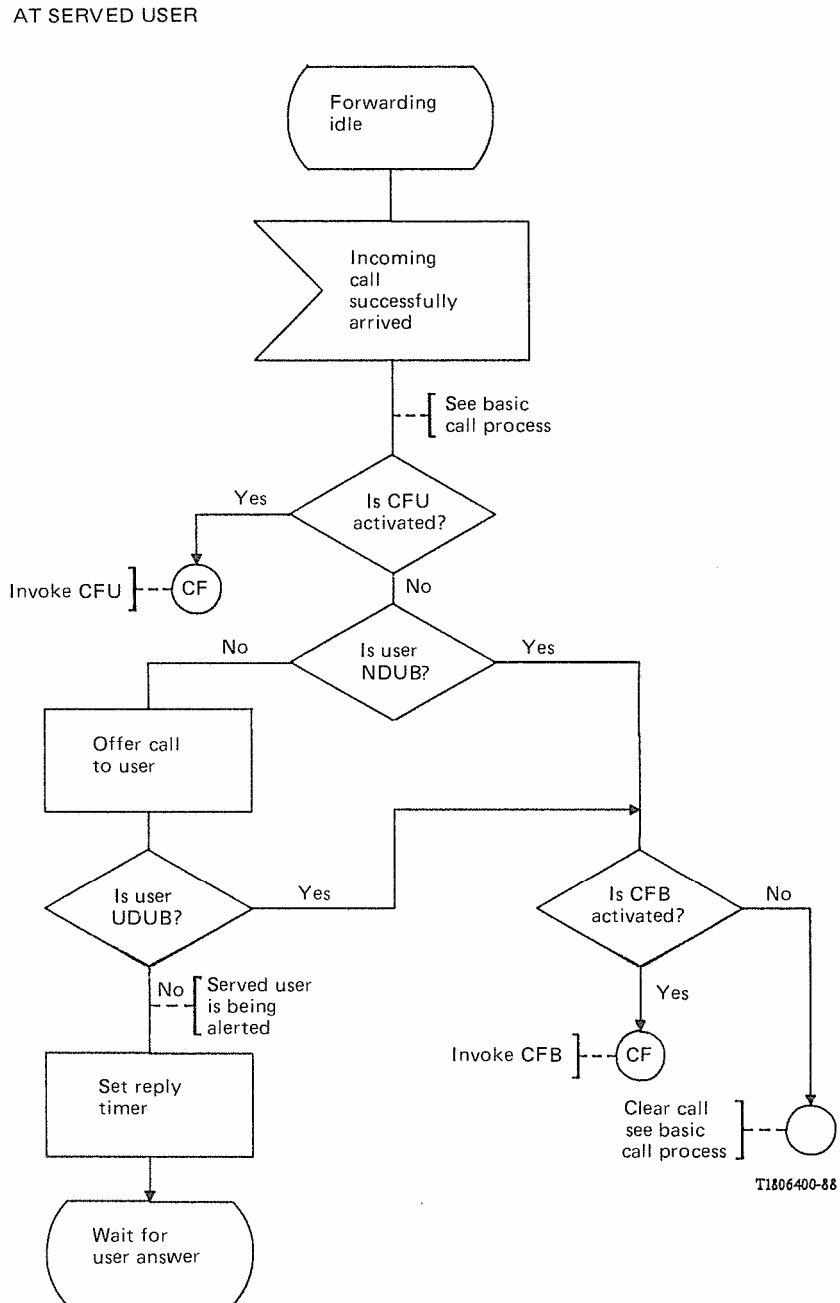 AT SERVED USER
Forwarding
idle
Incoming
call
successfully
arrived
See basic
call process
Is CFU
activated?
Yes
Invoke CFU
CF
No
Is user
NDUB?
No
Yes
Offer call
to user
Is user
UDUB?
Yes
Is CFB
activated?
No
No
Served user
is being
alerted
Yes
Invoke CFB
CF
Set reply
timer
Clear call
see basic
call process
T1806400-88
Wait for
user answer